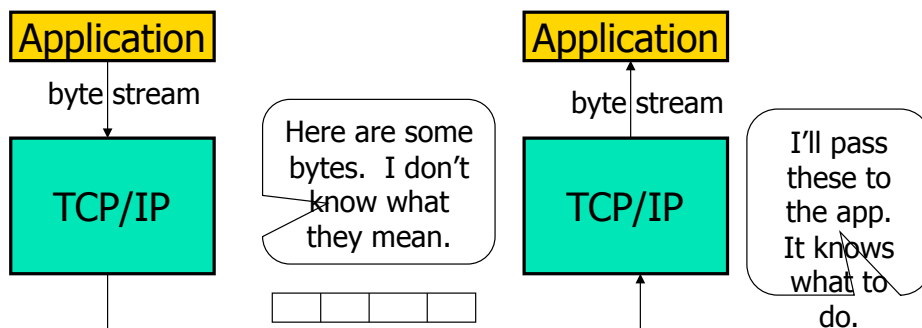 Application
byte stream
TCP/IP
Here are some
bytes.  I don't
know what
they mean.
Application
byte stream
TCP/IP
I'll pass
these to
the app.
It knows
what to
do.